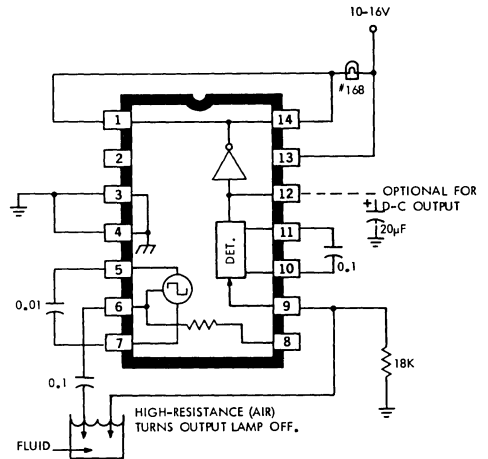 10-16V
#168
1
14
2
13
3
12
OPTIONAL FOR
D-C OUTPUT
+
20µF
4
11
DET.
5
10
0.1
0.01
6
9
7
8
18K
0.1
HIGH-RESISTANCE (AIR)
TURNS OUTPUT LAMP OFF.
FLUID